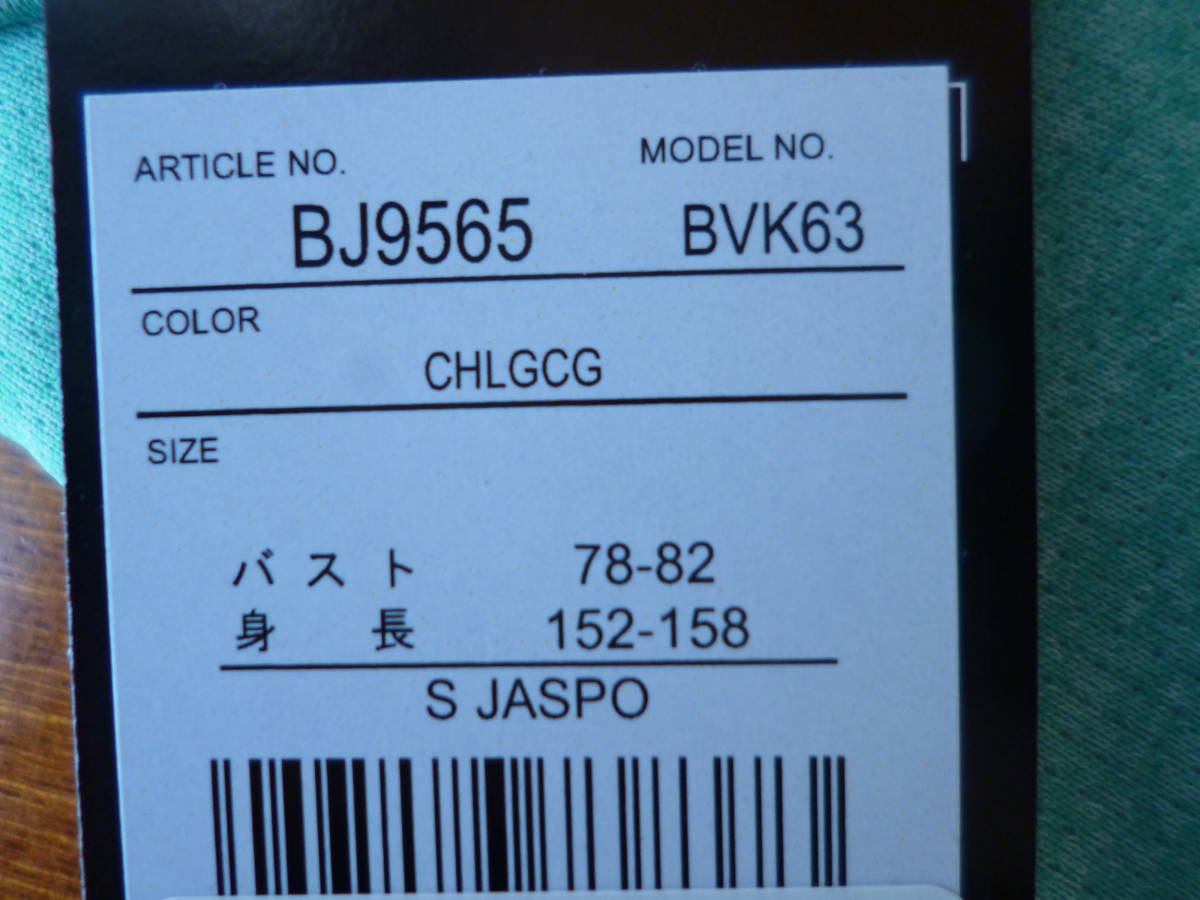 ARTICLE NO. MODEL NO.
BJ9565 BVK63
COLOR
CHLGCG
SIZE
バスト 78-82
身長 152-158
S JASPO